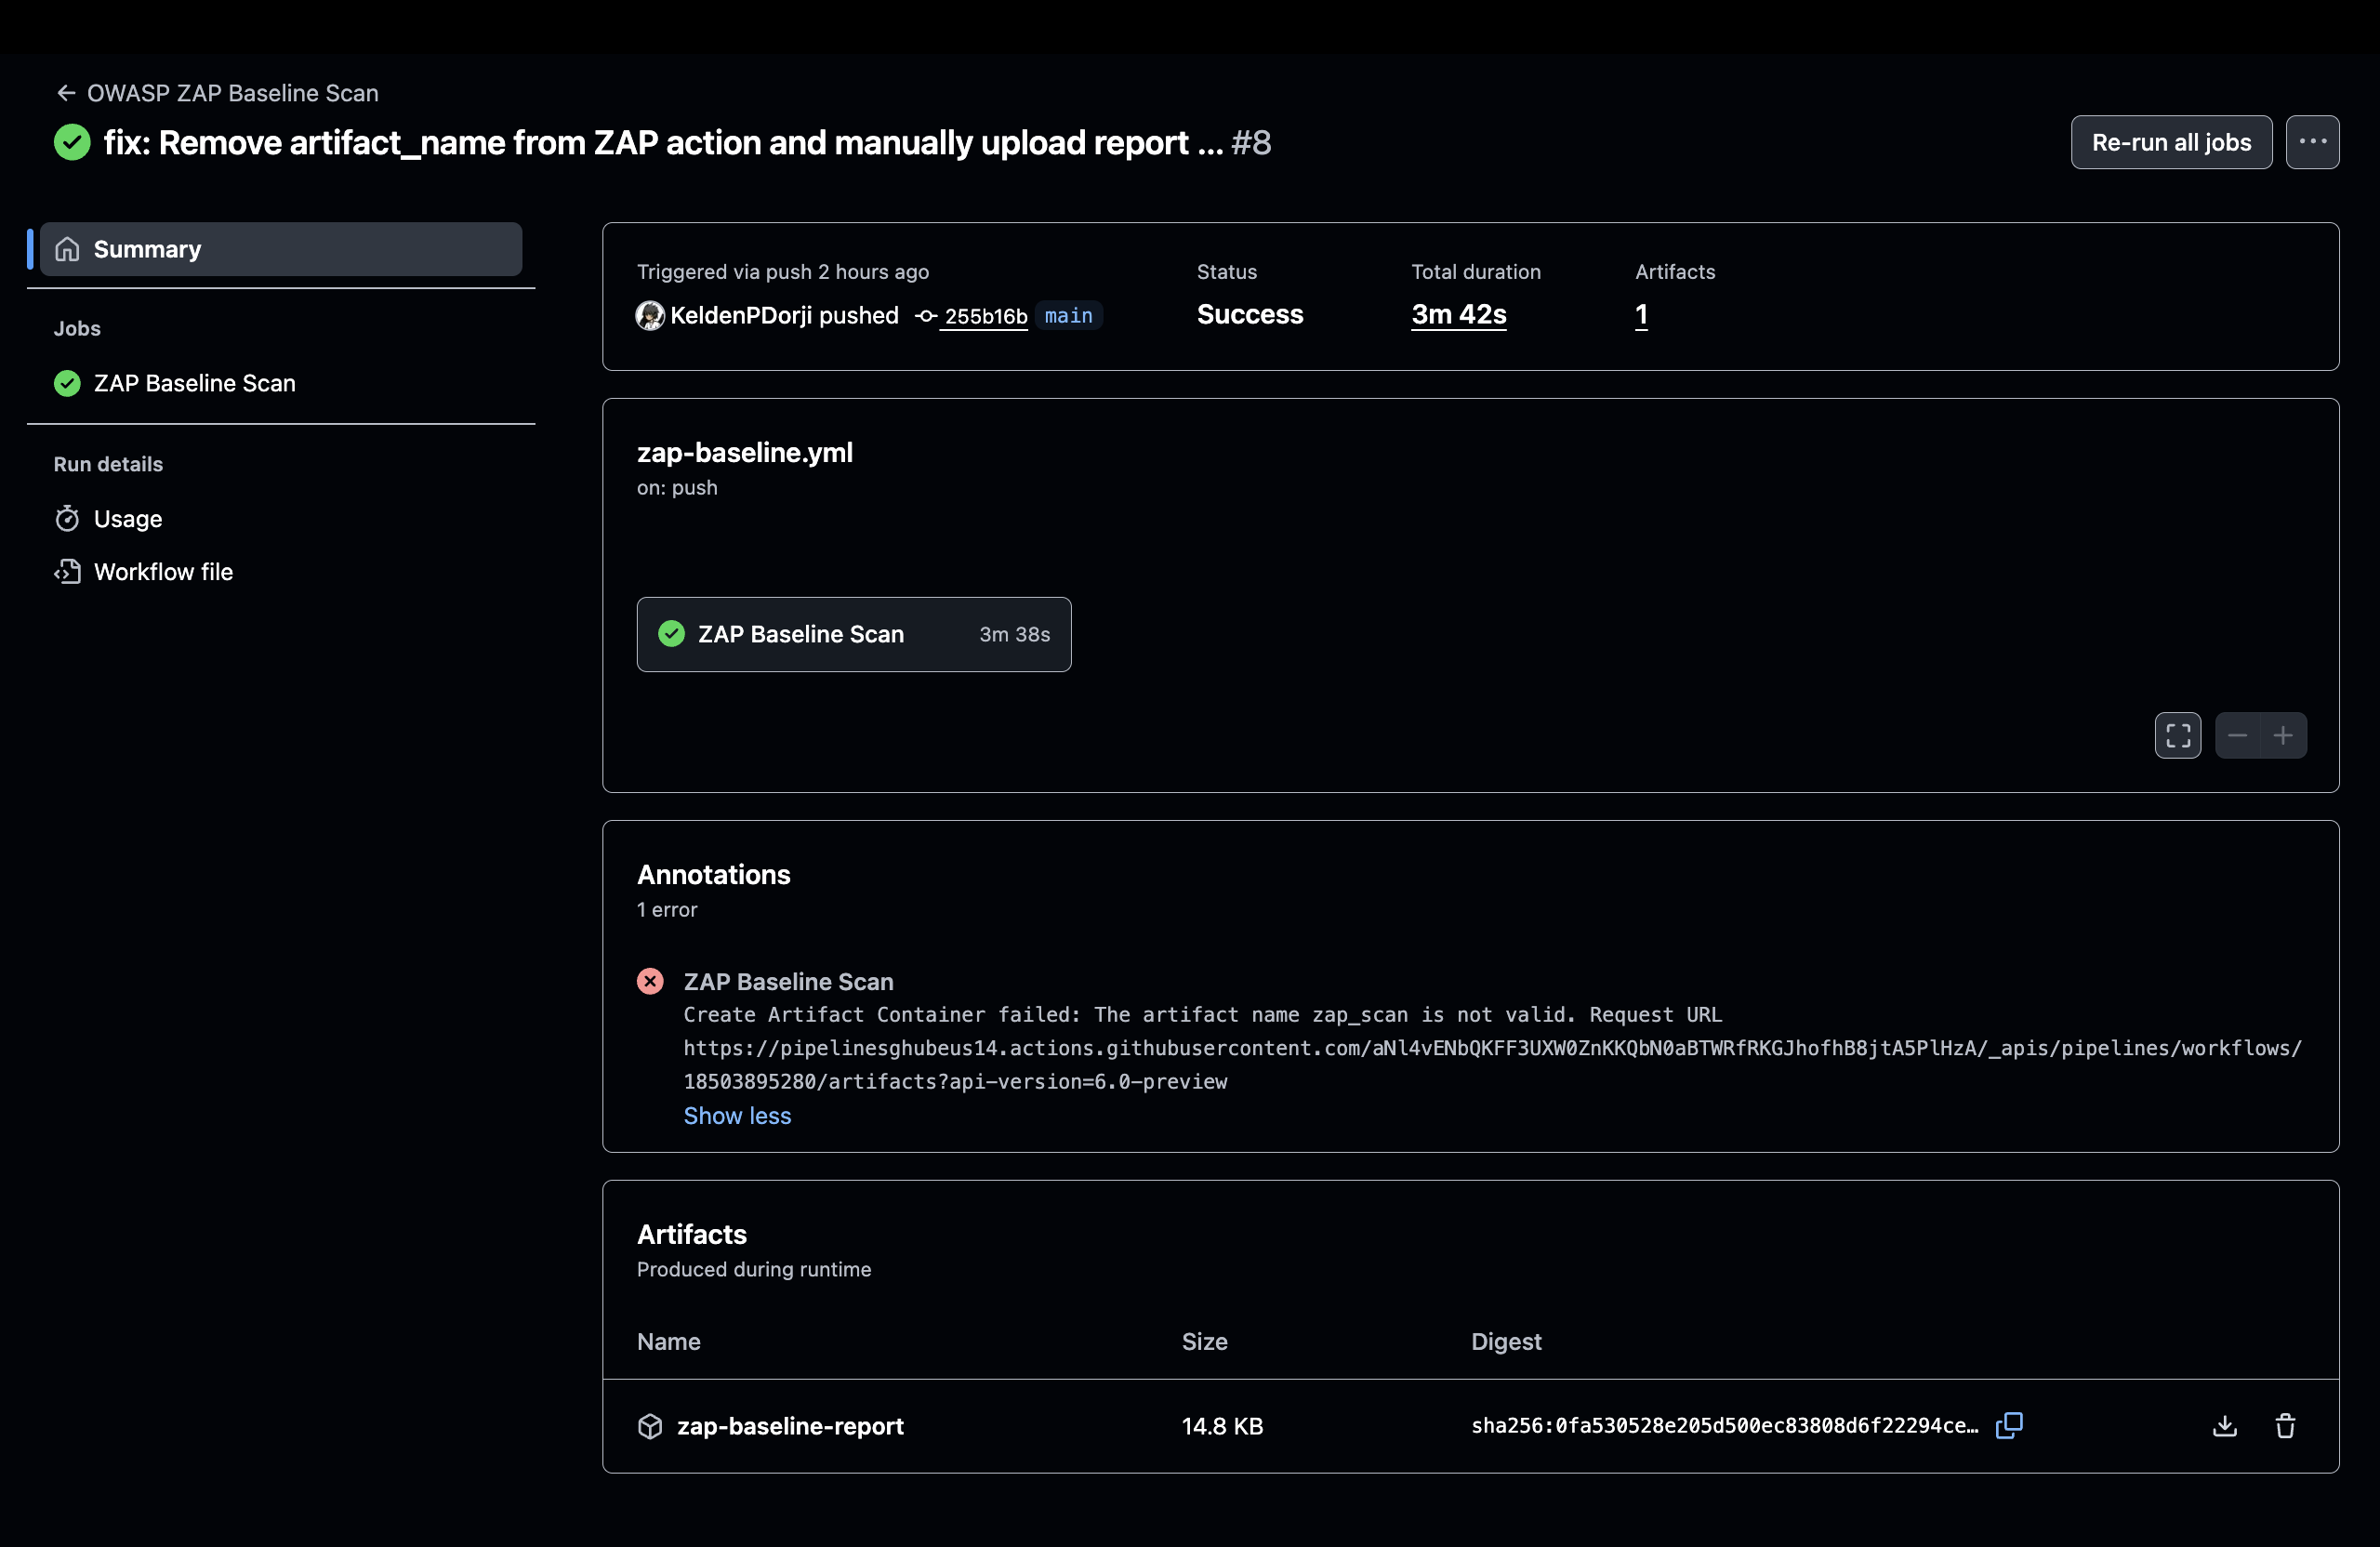 OWASP ZAP Baseline Scan
fix: Remove artifact_name from ZAP action and manually upload report ... #8
Re-run all jobs
Summary
Jobs
ZAP Baseline Scan
Run details
Usage
Workflow file
Triggered via push 2 hours ago
KeldenPDorji pushed 255b16b main
Status
Success
Total duration
3m 42s
Artifacts
1
zap-baseline.yml
on: push
ZAP Baseline Scan 3m 38s
Annotations
1 error
ZAP Baseline Scan
Create Artifact Container failed: The artifact name zap_scan is not valid. Request URL
https://pipelinesghubeus14.actions.githubusercontent.com/aNl4vENbQKFF3UXW0ZnKKQbN0aBTWRfRKGJhofhB8jtA5PlHzA/_apis/pipelines/workflows/
18503895280/artifacts?api-version=6.0-preview
Show less
Artifacts
Produced during runtime
Name Size Digest
zap-baseline-report 14.8 KB sha256:0fa530528e205d500ec83808d6f22294ce…